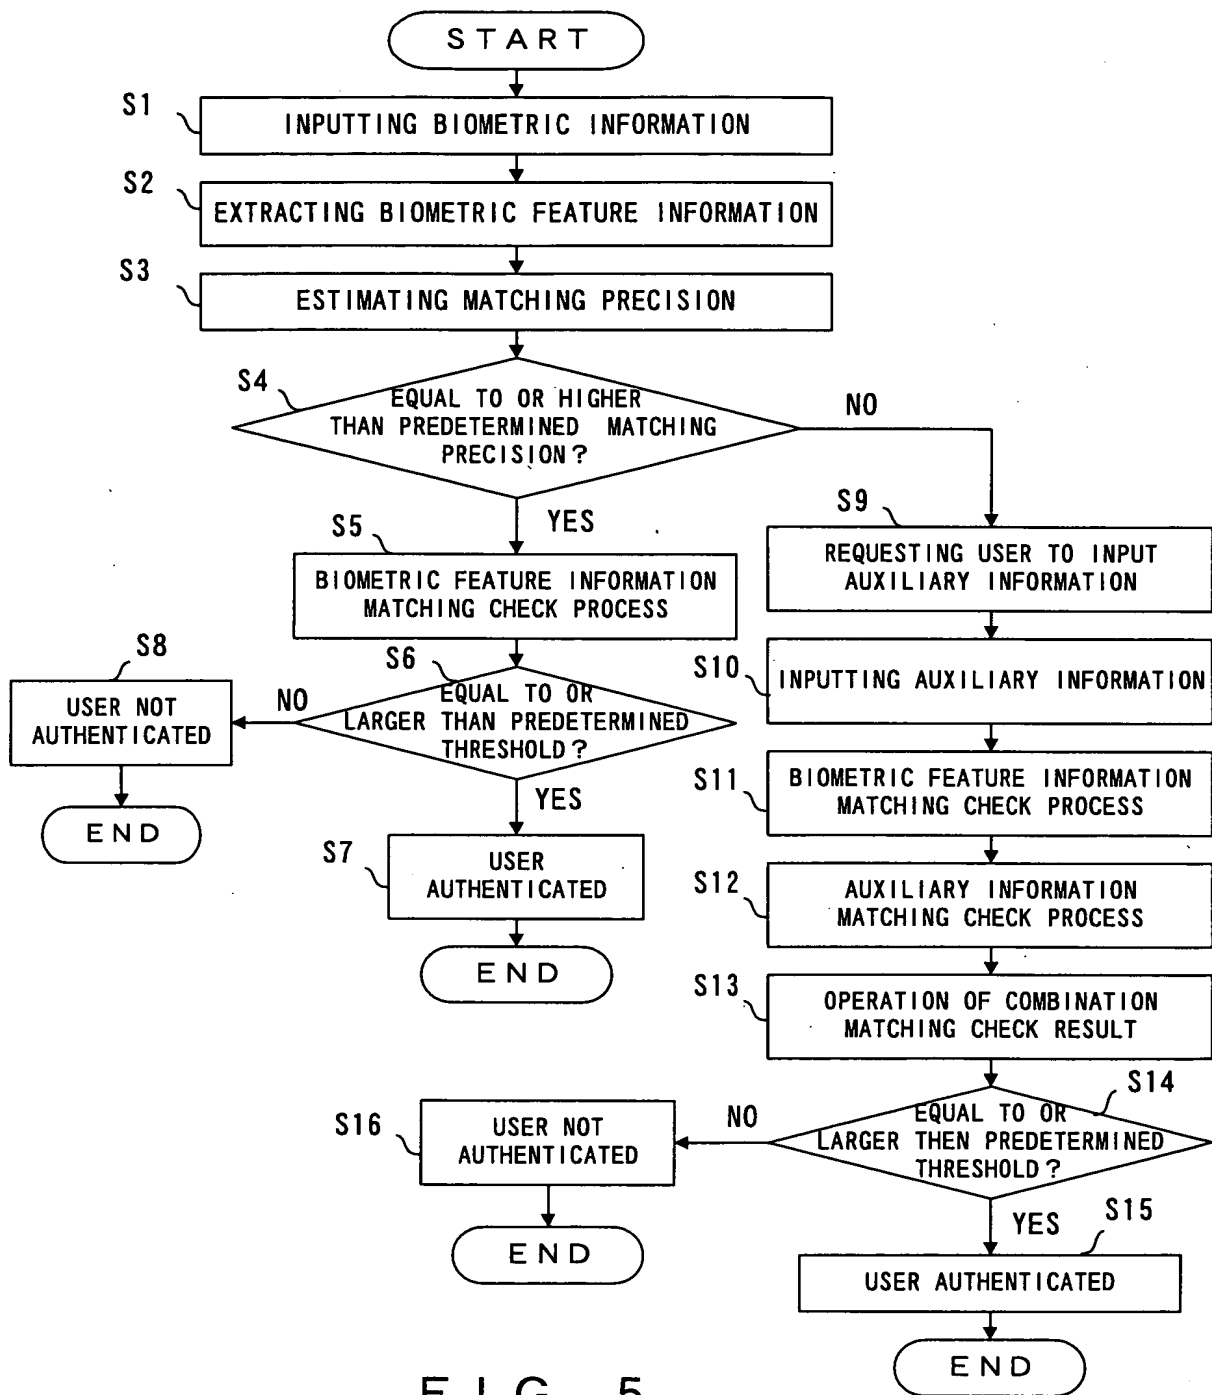 START
S1
INPUTTING BIOMETRIC INFORMATION
S2
EXTRACTING BIOMETRIC FEATURE INFORMATION
S3
ESTIMATING MATCHING PRECISION
S4
EQUAL TO OR HIGHER
THAN PREDETERMINED MATCHING
PRECISION?
NO
YES
S5
BIOMETRIC FEATURE INFORMATION
MATCHING CHECK PROCESS
S6
EQUAL TO OR
LARGER THAN PREDETERMINED
THRESHOLD?
NO
S8
USER NOT
AUTHENTICATED
END
YES
S7
USER
AUTHENTICATED
END
S9
REQUESTING USER TO INPUT
AUXILIARY INFORMATION
S10
INPUTTING AUXILIARY INFORMATION
S11
BIOMETRIC FEATURE INFORMATION
MATCHING CHECK PROCESS
S12
AUXILIARY INFORMATION
MATCHING CHECK PROCESS
S13
OPERATION OF COMBINATION
MATCHING CHECK RESULT
S14
EQUAL TO OR
LARGER THEN PREDETERMINED
THRESHOLD?
NO
S16
USER NOT
AUTHENTICATED
END
YES
S15
USER AUTHENTICATED
END
FIG. 5